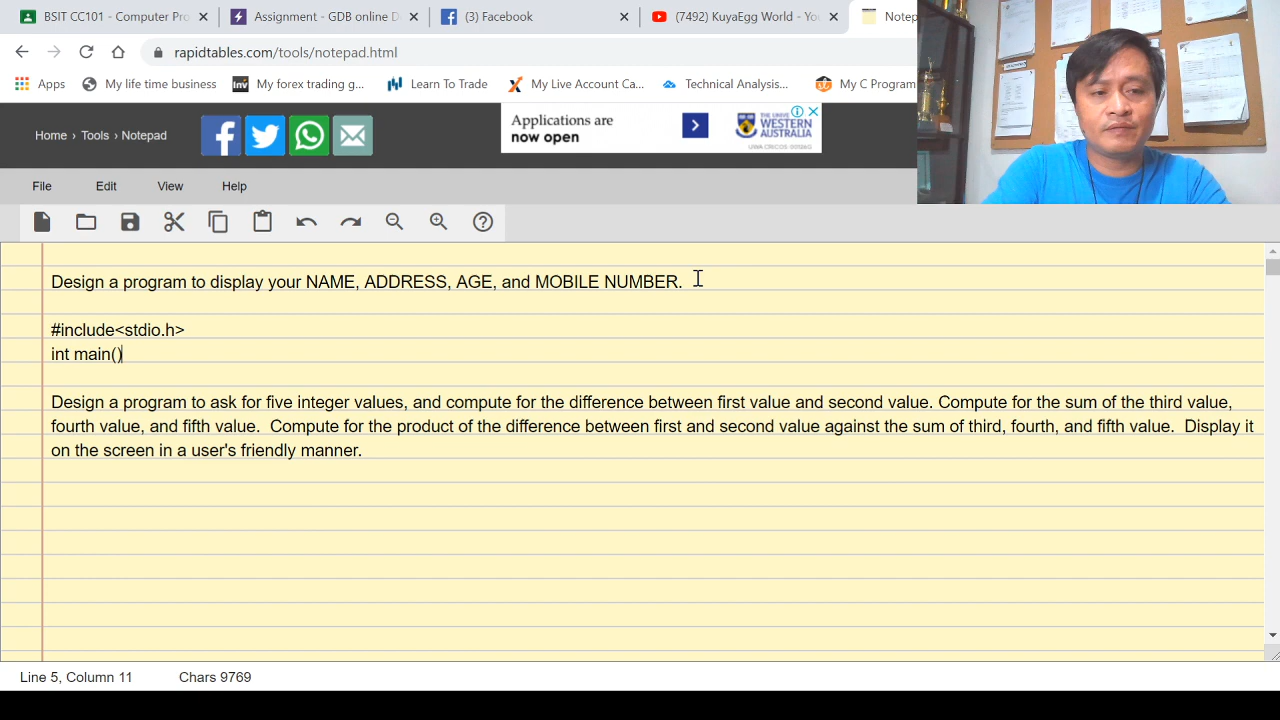 BSIT CC101 - Computer Pro
Assignment - GDB online D
(3) Facebook
(7492) KuyaEgg World - Yo
Notep
rapidtables.com/tools/notepad.html
Apps
My life time business
My forex trading g...
Learn To Trade
My Live Account Ca...
Technical Analysis...
My C Program
Home › Tools › Notepad
Applications are
now open
WESTERN
AUSTRALIA
File
Edit
View
Help
Design a program to display your NAME, ADDRESS, AGE, and MOBILE NUMBER.
#include<stdio.h>
int main()
Design a program to ask for five integer values, and compute for the difference between first value and second value. Compute for the sum of the third value,
fourth value, and fifth value. Compute for the product of the difference between first and second value against the sum of third, fourth, and fifth value. Display it
on the screen in a user's friendly manner.
Line 5, Column 11
Chars 9769